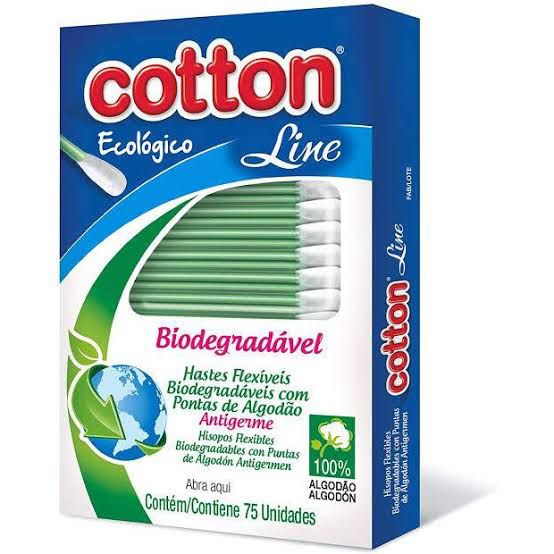 cotton®
Ecológico
Line
Biodegradável
Hastes Flexíveis
Biodegradáveis com
Pontas de Algodão
Antigerme
Hisopos Flexibles
Biodegradables con Puntas
de Algodón Antigermen
Abra aqui
Contém/Contiene 75 Unidades
100%
ALGODÃO
ALGODÓN
FAB/LOTE
cotton® Line
Hisopos Flexibles
Biodegradables con Puntas
de Algodón Antigermen